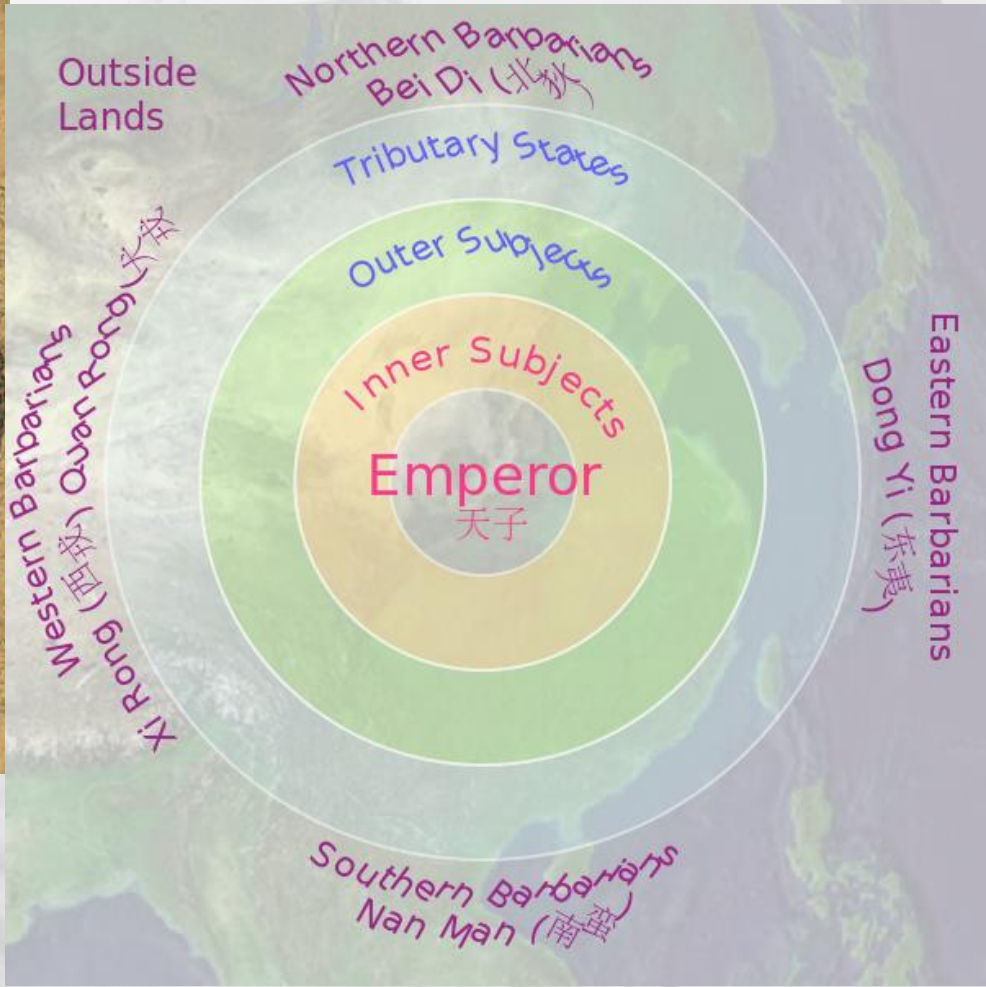 Outside
Lands
Northern Barbarians
Bei Di (北狄)
Tributary States
Outer Subjects
Inner Subjects
Emperor
天子
Western Barbarians
Xi Rong (西戎) Quan Rong(犬戎)
Eastern Barbarians
Dong Yi (东夷)
Southern Barbarians
Nan Man (南蛮)